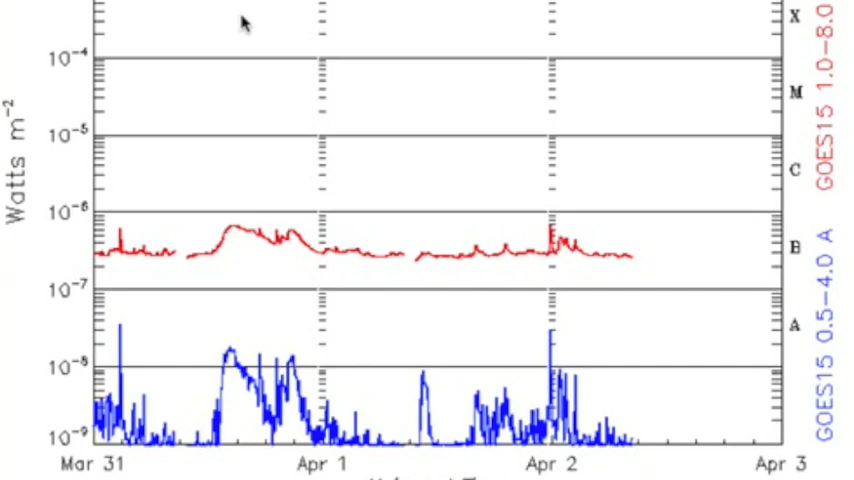 X
10⁻⁴
M
10⁻⁵
C
10⁻⁶
B
10⁻⁷
A
10⁻⁸
10⁻⁹
Mar 31
Apr 1
Apr 2
Apr 3
Watts m⁻²
GOES15 1.0–8.0
GOES15 0.5–4.0 A